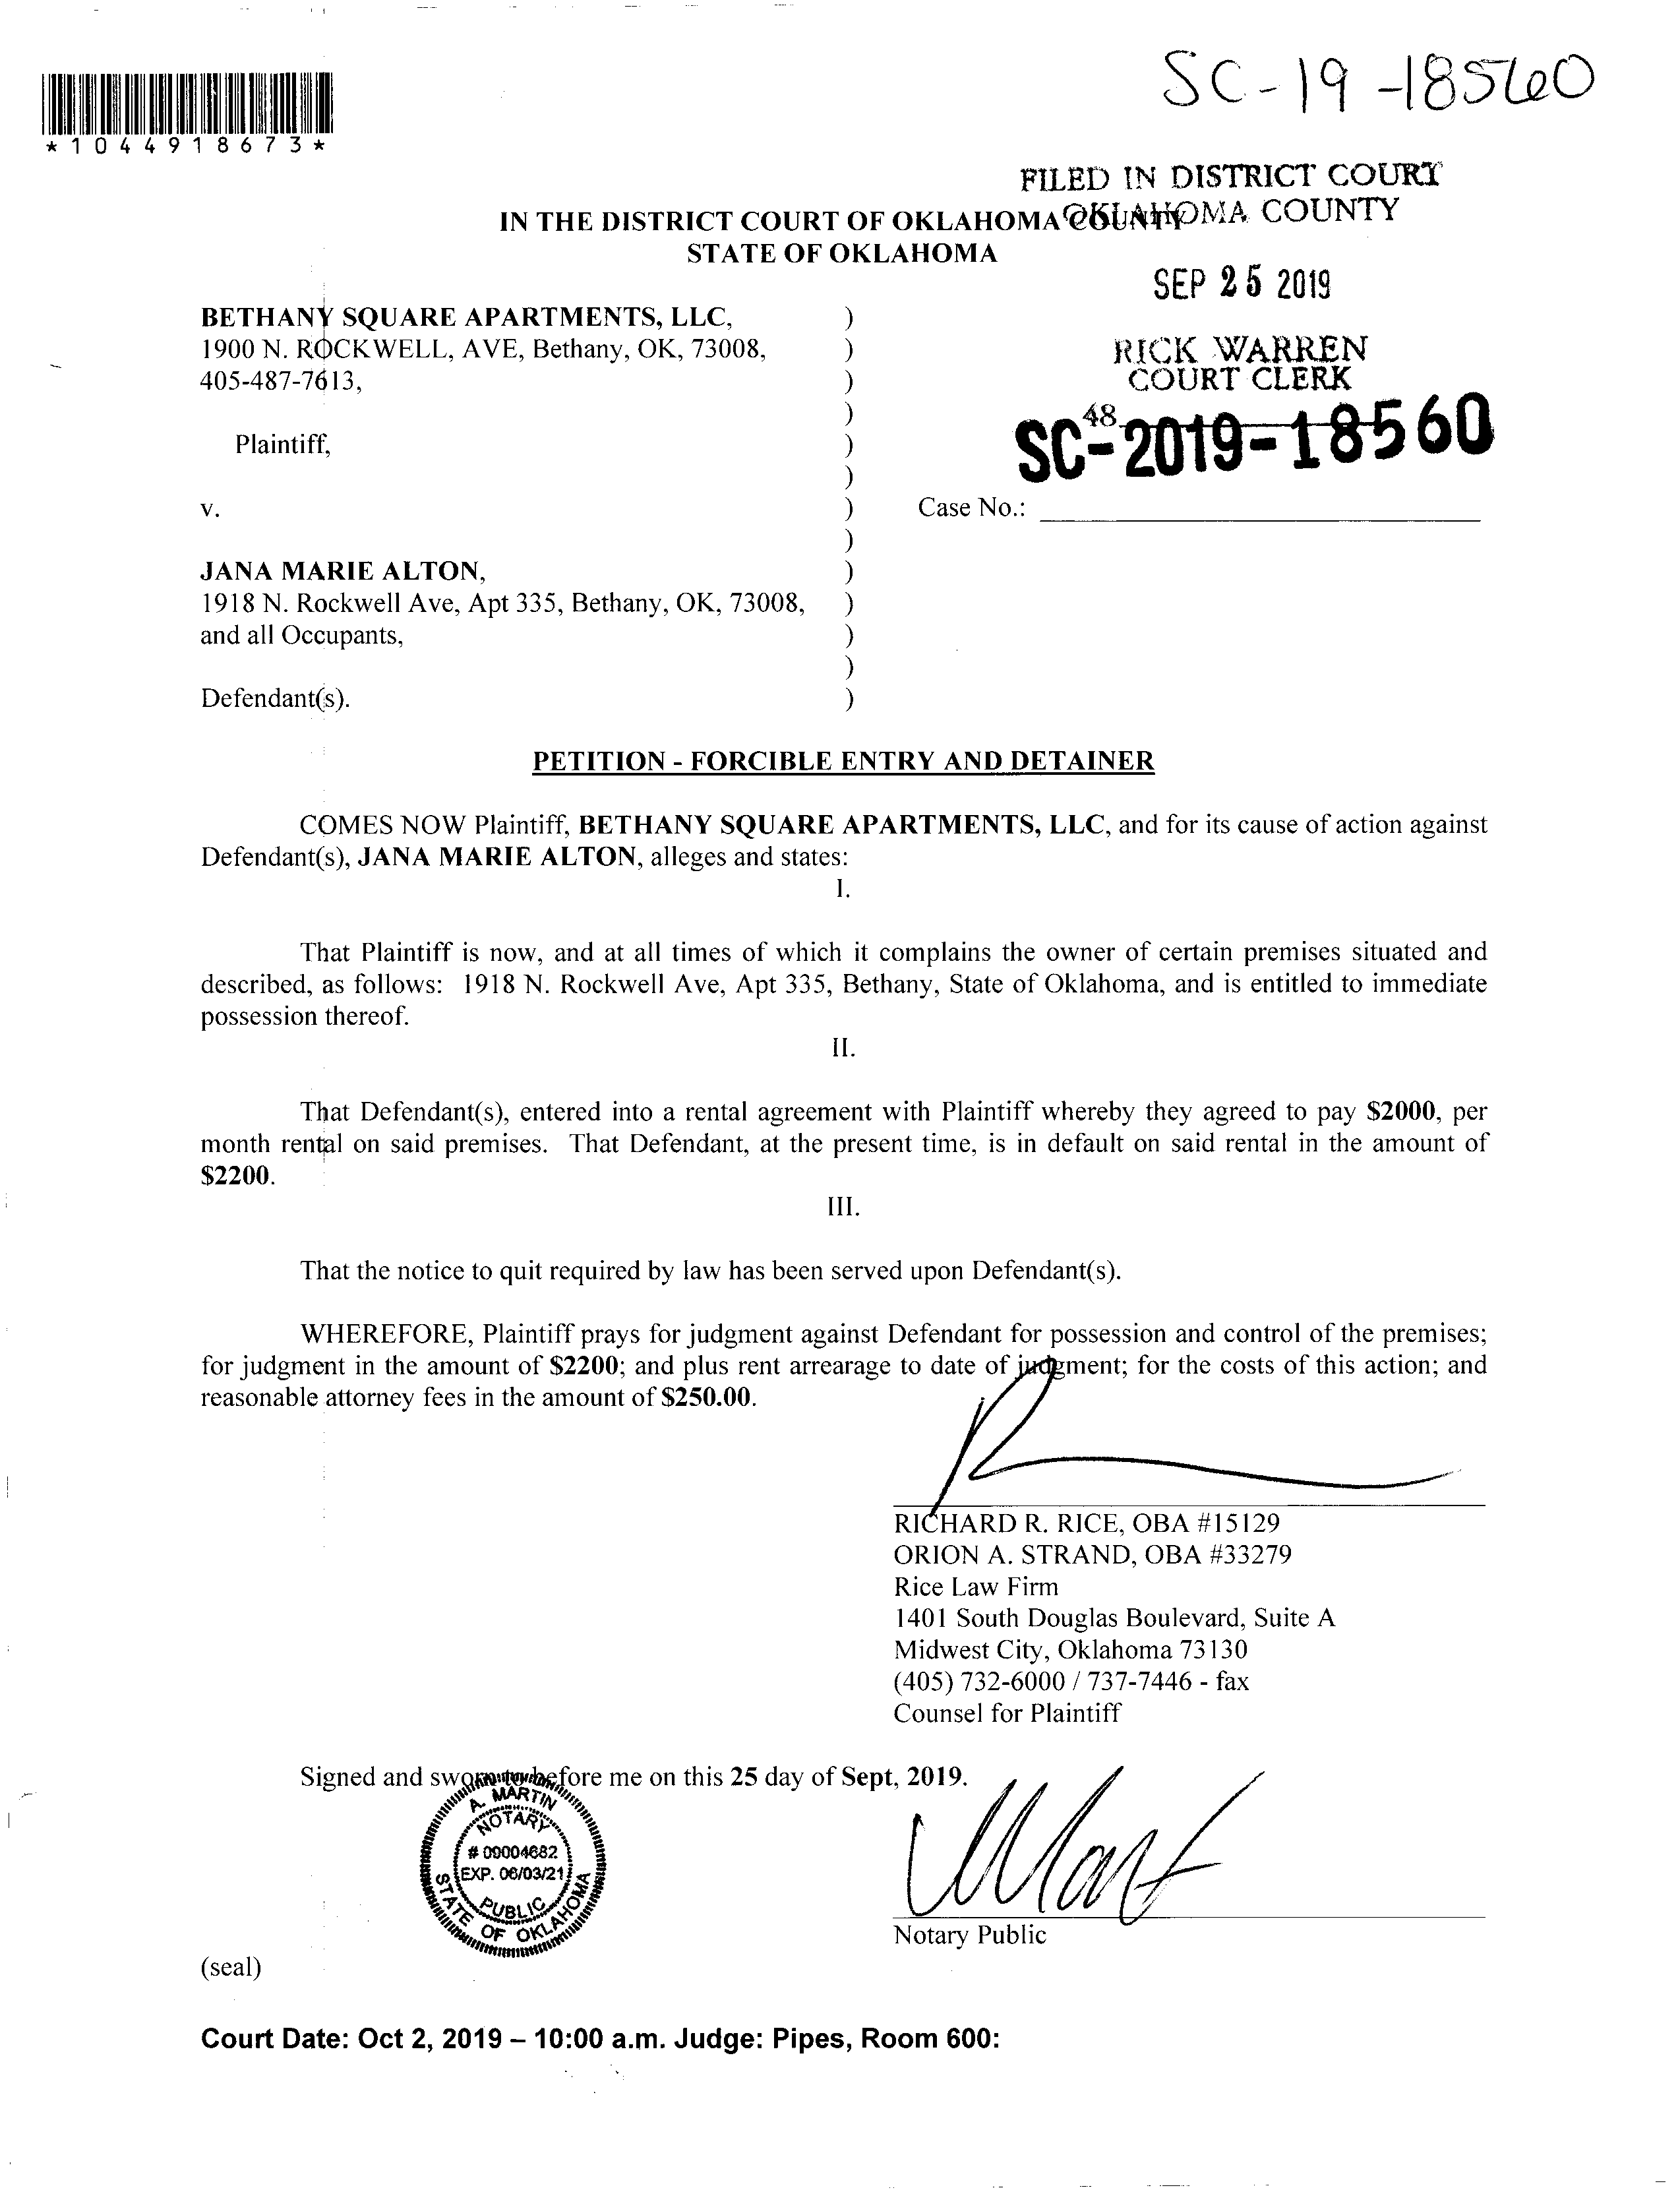 SC-19-18560
*1044918673*
FILED IN DISTRICT COURT
OKLAHOMA COUNTY
IN THE DISTRICT COURT OF OKLAHOMA COUNTY
STATE OF OKLAHOMA
SEP 25 2019
BETHANY SQUARE APARTMENTS, LLC, )
1900 N. ROCKWELL, AVE, Bethany, OK, 73008, )
405-487-7613, )
)
Plaintiff, )
)
v. )
)
JANA MARIE ALTON, )
1918 N. Rockwell Ave, Apt 335, Bethany, OK, 73008, )
and all Occupants, )
)
Defendant(s). )
RICK WARREN
COURT CLERK
48
SC-2019-18560
Case No.:
PETITION - FORCIBLE ENTRY AND DETAINER
COMES NOW Plaintiff, BETHANY SQUARE APARTMENTS, LLC, and for its cause of action against
Defendant(s), JANA MARIE ALTON, alleges and states:
I.
That Plaintiff is now, and at all times of which it complains the owner of certain premises situated and
described, as follows: 1918 N. Rockwell Ave, Apt 335, Bethany, State of Oklahoma, and is entitled to immediate
possession thereof.
II.
That Defendant(s), entered into a rental agreement with Plaintiff whereby they agreed to pay $2000, per
month rental on said premises. That Defendant, at the present time, is in default on said rental in the amount of
$2200.
III.
That the notice to quit required by law has been served upon Defendant(s).
WHEREFORE, Plaintiff prays for judgment against Defendant for possession and control of the premises;
for judgment in the amount of $2200; and plus rent arrearage to date of judgment; for the costs of this action; and
reasonable attorney fees in the amount of $250.00.
RICHARD R. RICE, OBA #15129
ORION A. STRAND, OBA #33279
Rice Law Firm
1401 South Douglas Boulevard, Suite A
Midwest City, Oklahoma 73130
(405) 732-6000 / 737-7446 - fax
Counsel for Plaintiff
Signed and sworn to before me on this 25 day of Sept, 2019.
A. MARTIN
NOTARY
# 09004682
EXP. 06/03/21
PUBLIC
STATE OF OKLAHOMA
Notary Public
(seal)
Court Date: Oct 2, 2019 – 10:00 a.m. Judge: Pipes, Room 600: